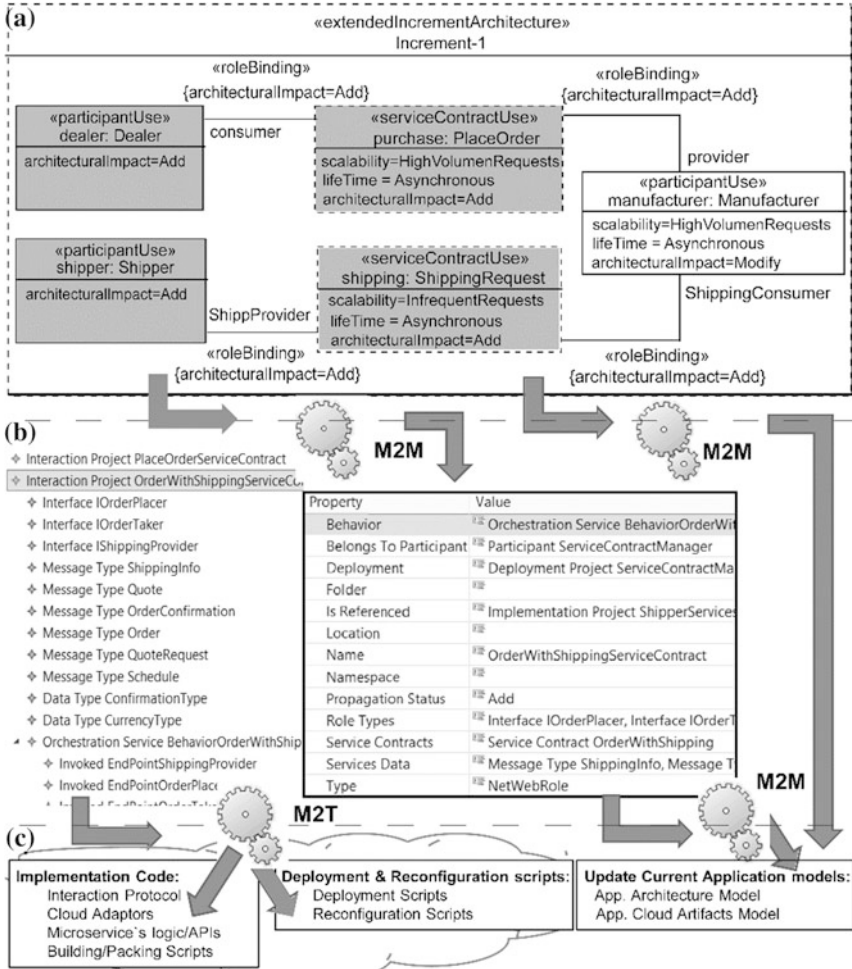 (a)
«extendedIncrementArchitecture»
Increment-1
«roleBinding»
{architecturalImpact=Add}
«roleBinding»
{architecturalImpact=Add}
«participantUse»
dealer: Dealer
architecturalImpact=Add
consumer
«serviceContractUse»
purchase: PlaceOrder
scalability=HighVolumenRequests
lifeTime = Asynchronous
architecturalImpact=Add
provider
«participantUse»
manufacturer: Manufacturer
scalability=HighVolumenRequests
lifeTime = Asynchronous
architecturalImpact=Modify
«participantUse»
shipper: Shipper
architecturalImpact=Add
ShippProvider
«serviceContractUse»
shipping: ShippingRequest
scalability=InfrequentRequests
lifeTime = Asynchronous
architecturalImpact=Add
ShippingConsumer
«roleBinding»
{architecturalImpact=Add}
«roleBinding»
{architecturalImpact=Add}
(b)
M2M
M2M
Interaction Project PlaceOrderServiceContract
Interaction Project OrderWithShippingServiceCo
Interface IOrderPlacer
Interface IOrderTaker
Interface IShippingProvider
Message Type ShippingInfo
Message Type Quote
Message Type OrderConfirmation
Message Type Order
Message Type QuoteRequest
Message Type Schedule
Data Type ConfirmationType
Data Type CurrencyType
Orchestration Service BehaviorOrderWithShip
Invoked EndPointShippingProvider
Invoked EndPointOrderPlace
Invoked EndPointOrderTak
Property Value
Behavior Orchestration Service BehaviorOrderWit
Belongs To Participant Participant ServiceContractManager
Deployment Deployment Project ServiceContractMa
Folder
Is Referenced Implementation Project ShipperServices
Location
Name OrderWithShippingServiceContract
Namespace
Propagation Status Add
Role Types Interface IOrderPlacer, Interface IOrderT
Service Contracts Service Contract OrderWithShipping
Services Data Message Type ShippingInfo, Message T
Type NetWebRole
M2M
M2T
(c)
Implementation Code:
Interaction Protocol
Cloud Adaptors
Microservice`s logic/APIs
Building/Packing Scripts
Deployment & Reconfiguration scripts:
Deployment Scripts
Reconfiguration Scripts
Update Current Application models:
App. Architecture Model
App. Cloud Artifacts Model